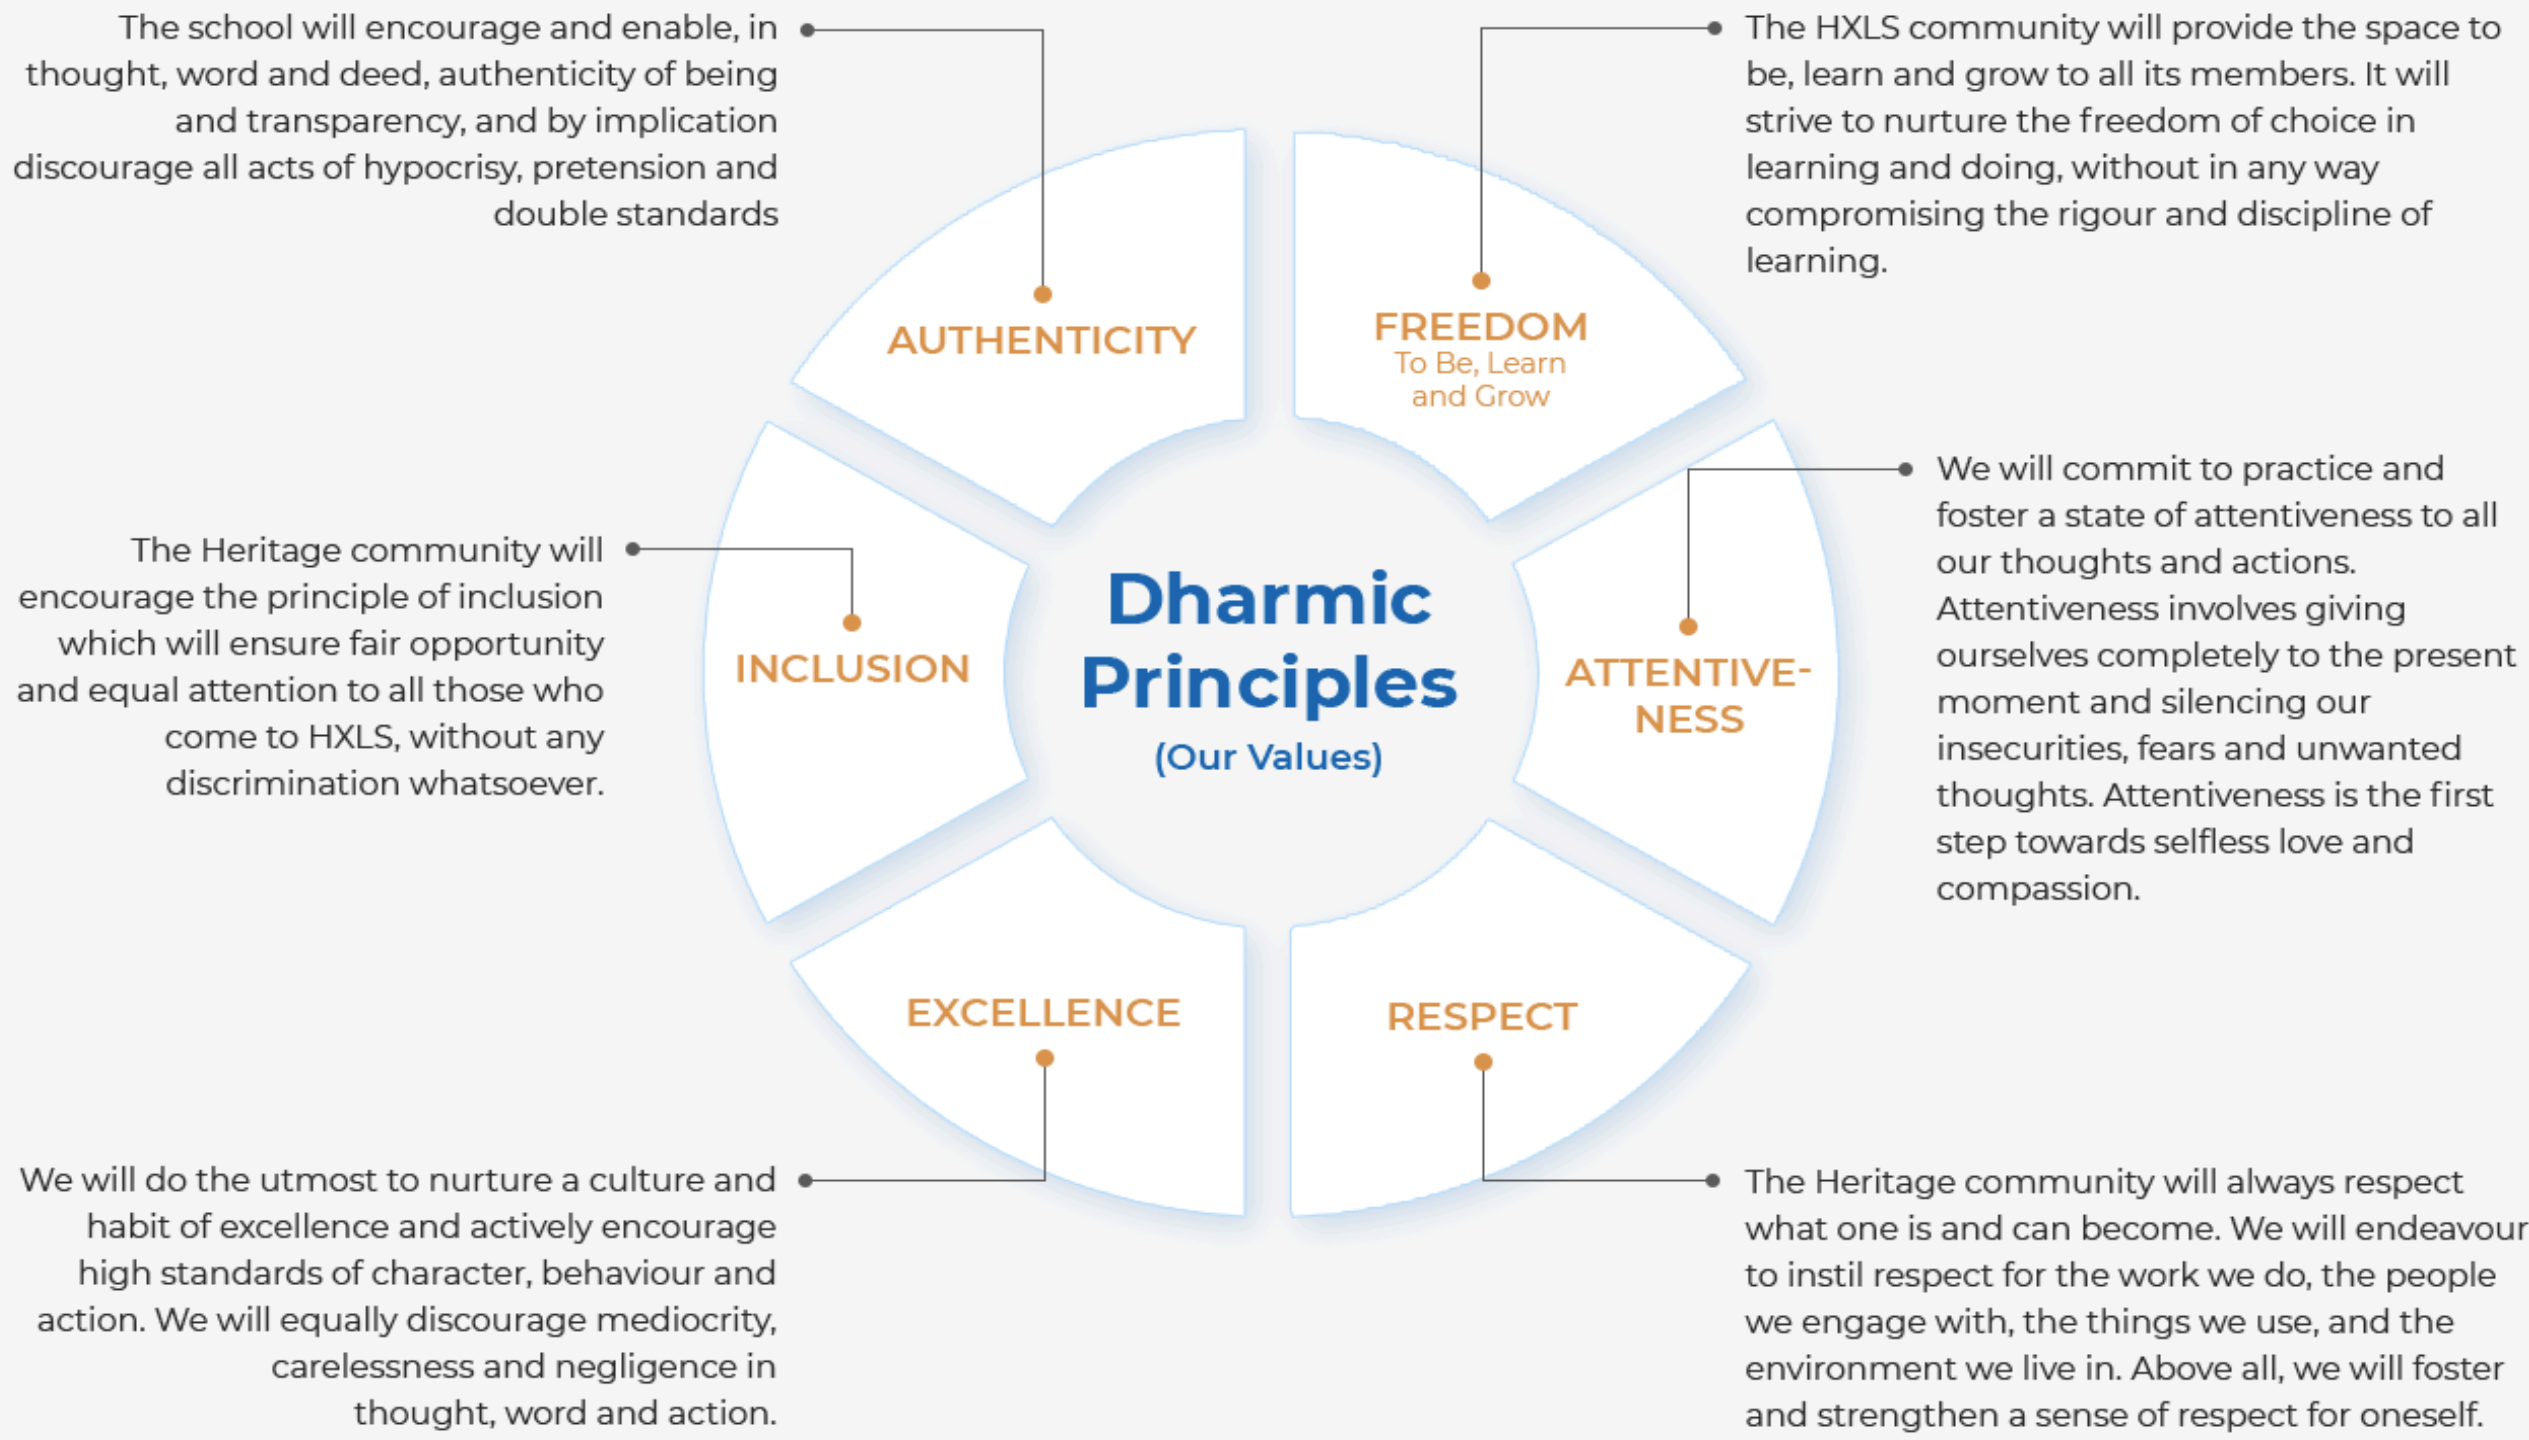 The school will encourage and enable, in
thought, word and deed, authenticity of being
and transparency, and by implication
discourage all acts of hypocrisy, pretension and
double standards
The HXLS community will provide the space to
be, learn and grow to all its members. It will
strive to nurture the freedom of choice in
learning and doing, without in any way
compromising the rigour and discipline of
learning.
AUTHENTICITY
FREEDOM
To Be, Learn
and Grow
The Heritage community will
encourage the principle of inclusion
which will ensure fair opportunity
and equal attention to all those who
come to HXLS, without any
discrimination whatsoever.
INCLUSION
Dharmic
Principles
(Our Values)
ATTENTIVE-
NESS
We will commit to practice and
foster a state of attentiveness to all
our thoughts and actions.
Attentiveness involves giving
ourselves completely to the present
moment and silencing our
insecurities, fears and unwanted
thoughts. Attentiveness is the first
step towards selfless love and
compassion.
EXCELLENCE
RESPECT
We will do the utmost to nurture a culture and
habit of excellence and actively encourage
high standards of character, behaviour and
action. We will equally discourage mediocrity,
carelessness and negligence in
thought, word and action.
The Heritage community will always respect
what one is and can become. We will endeavour
to instil respect for the work we do, the people
we engage with, the things we use, and the
environment we live in. Above all, we will foster
and strengthen a sense of respect for oneself.